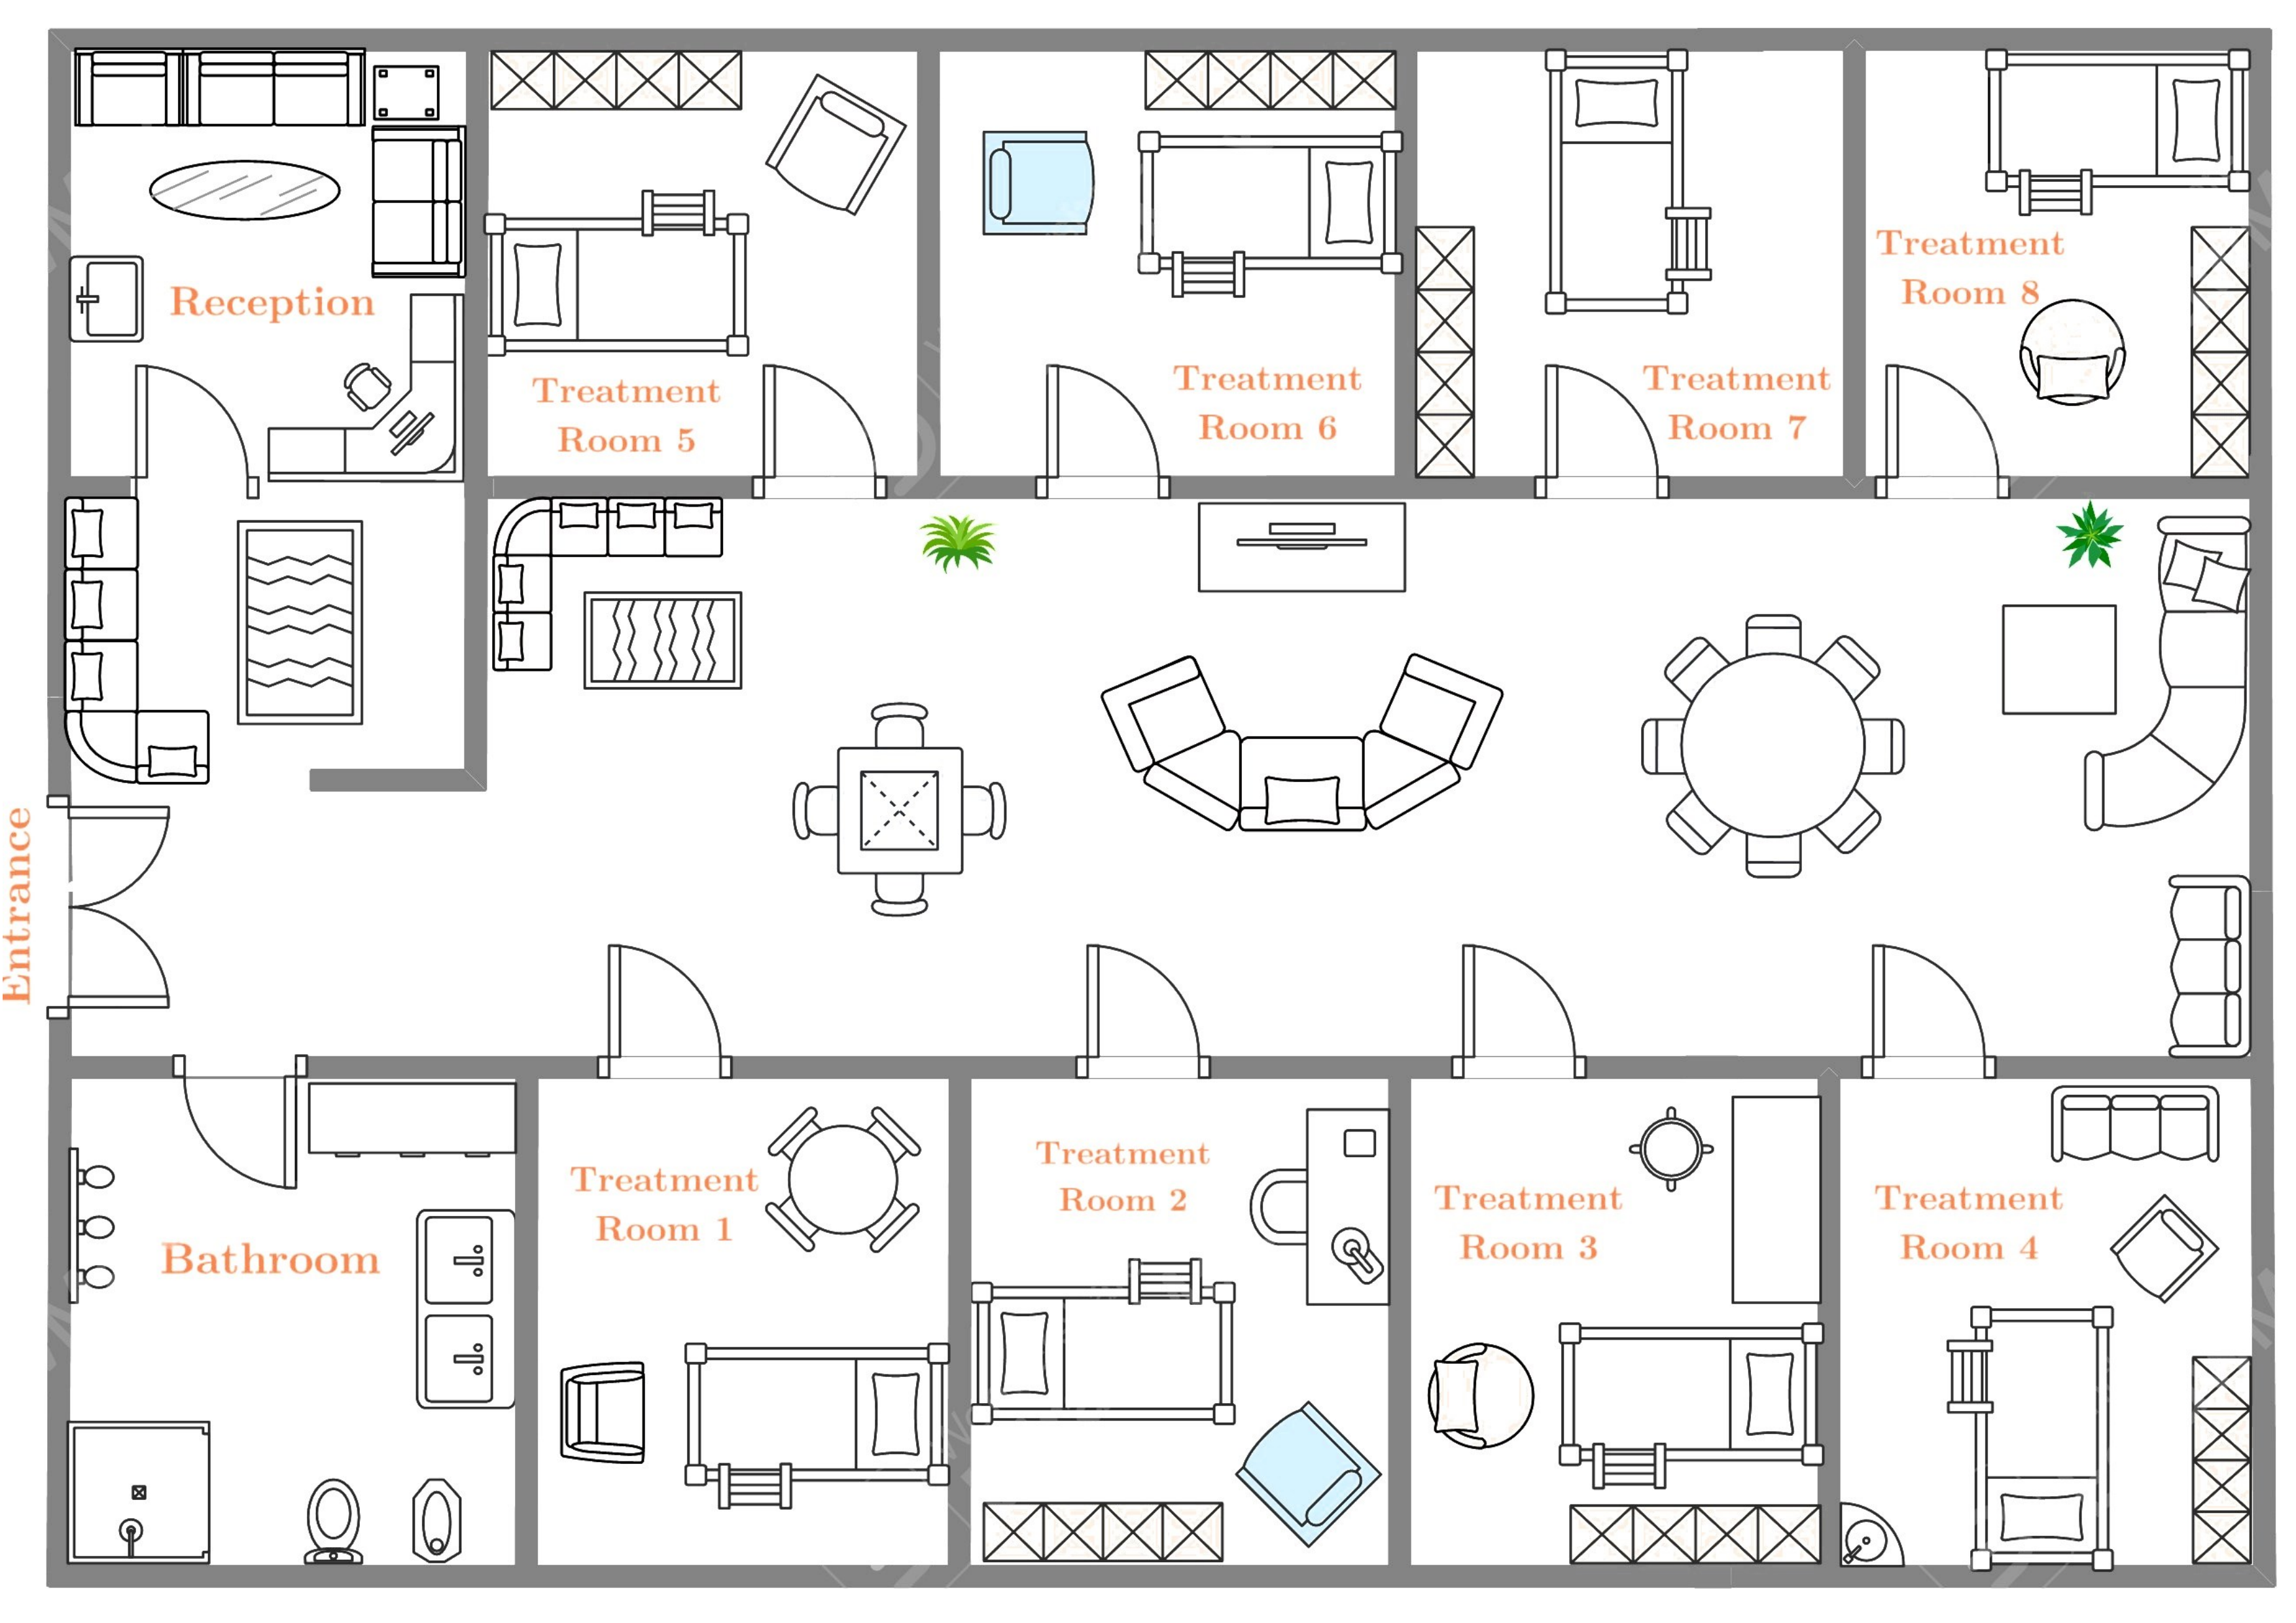 Reception
Treatment
Room 5
Treatment
Room 6
Treatment
Room 7
Treatment
Room 8
Entrance
Bathroom
Treatment
Room 1
Treatment
Room 2
Treatment
Room 3
Treatment
Room 4